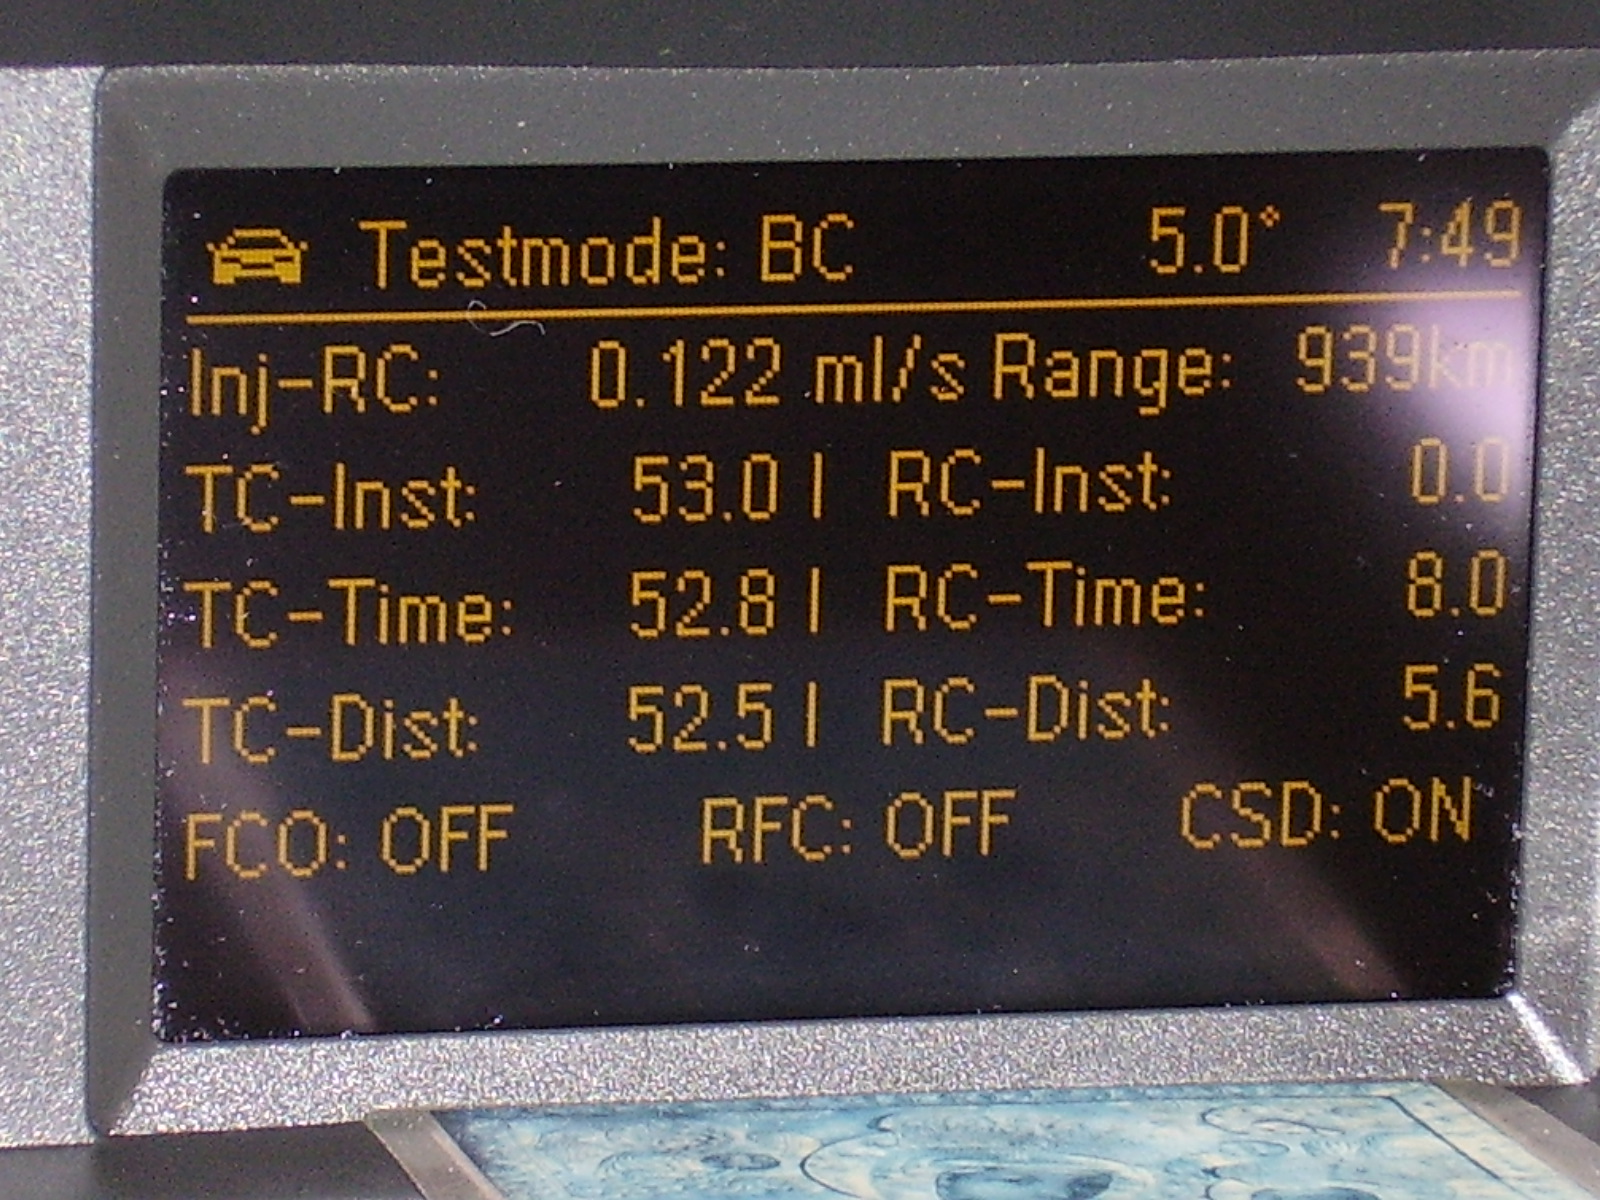 Testmode: BC 5.0° 7:49
Inj-RC: 0.122 ml/s Range: 939km
TC-Inst: 53.0 l RC-Inst: 0.0
TC-Time: 52.8 l RC-Time: 8.0
TC-Dist: 52.5 l RC-Dist: 5.6
FCO: OFF RFC: OFF CSD: ON